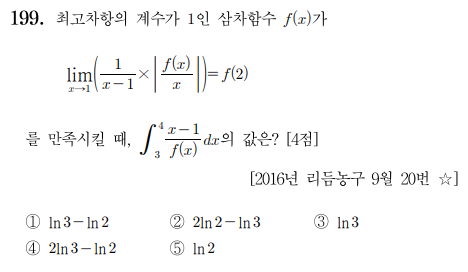 199. 최고차항의 계수가 1인 삼차함수 f(x)가
lim_{x→1}(1/(x-1) × |f(x)/x|) = f(2)
를 만족시킬 때, ∫_3^4 (x-1)/f(x) dx의 값은? [4점]
[2016년 리듬농구 9월 20번 ☆]
① ln3-ln2 ② 2ln2-ln3 ③ ln3
④ 2ln3-ln2 ⑤ ln2